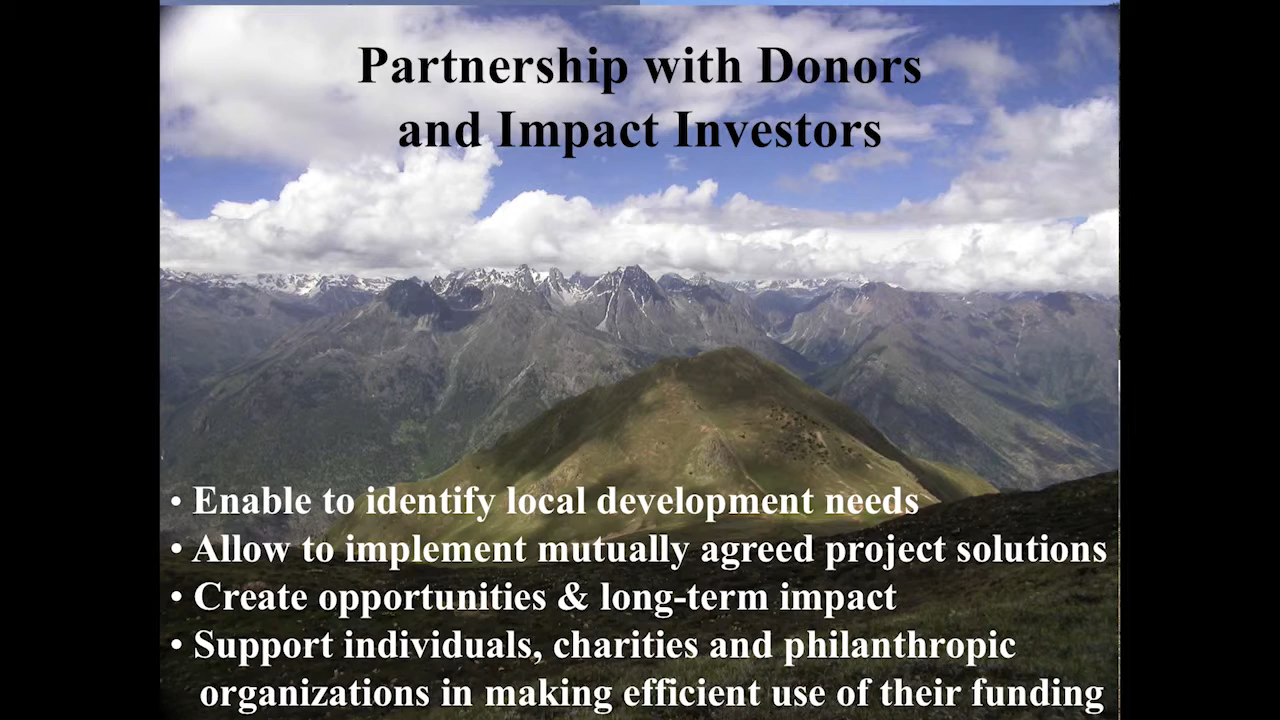 Partnership with Donors
and Impact Investors
• Enable to identify local development needs
• Allow to implement mutually agreed project solutions
• Create opportunities & long-term impact
• Support individuals, charities and philanthropic
organizations in making efficient use of their funding